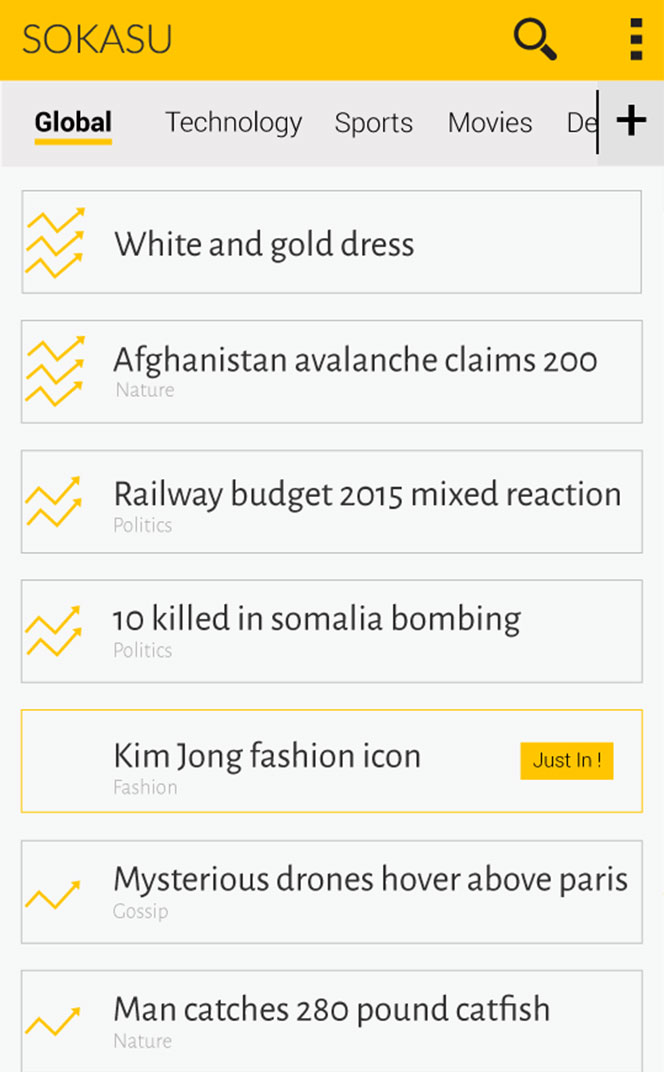 SOKASU
Global Technology Sports Movies De
White and gold dress
Afghanistan avalanche claims 200
Nature
Railway budget 2015 mixed reaction
Politics
10 killed in somalia bombing
Politics
Kim Jong fashion icon
Just In !
Fashion
Mysterious drones hover above paris
Gossip
Man catches 280 pound catfish
Nature